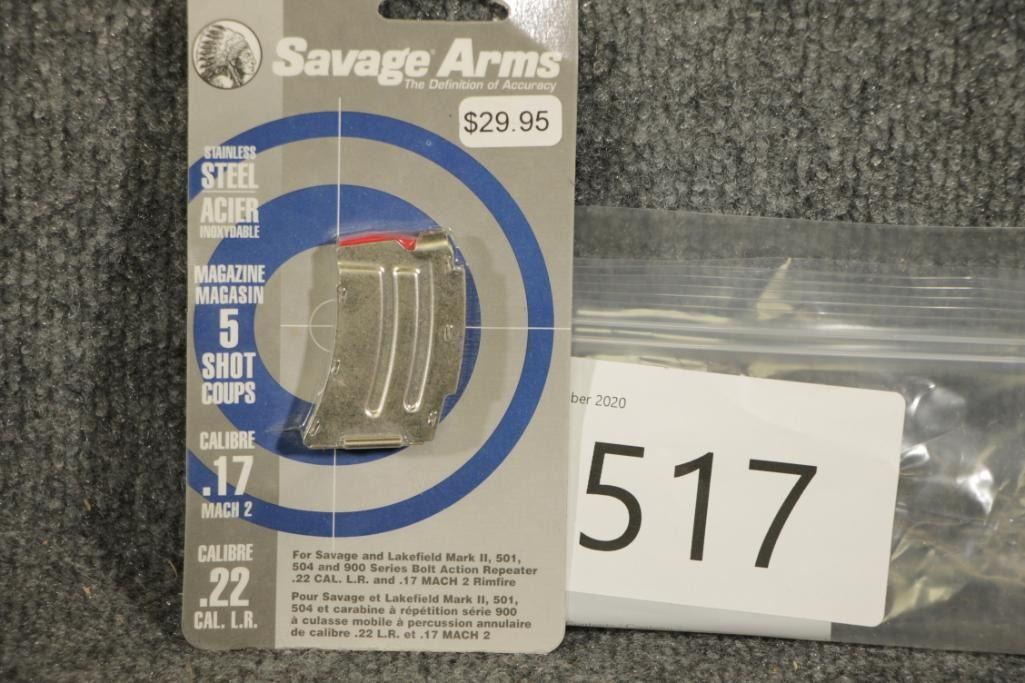 Savage Arms
The Definition of Accuracy
$29.95
STAINLESS
STEEL
ACIER
INOXYDABLE
MAGAZINE
MAGASIN
5
SHOT
COUPS
CALIBRE
.17
MACH 2
CALIBRE
.22
CAL. L.R.
For Savage and Lakefield Mark II, 501,
504 and 900 Series Bolt Action Repeater
.22 CAL. L.R. and .17 MACH 2 Rimfire
Pour Savage et Lakefield Mark II, 501,
504 et carabine à répétition série 900
à culasse mobile à percussion annulaire
de calibre .22 L.R. et .17 MACH 2
ber 2020
517